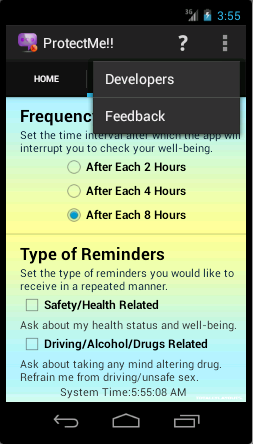 3G 3:55
ProtectMe!! ?
HOME
Developers
Feedback
Frequency
Set the time interval after which the app will
interrupt you to check your well-being.
After Each 2 Hours
After Each 4 Hours
After Each 8 Hours
Type of Reminders
Set the type of reminders you would like to
receive in a repeated manner.
Safety/Health Related
Ask about my health status and well-being.
Driving/Alcohol/Drugs Related
Ask about taking any mind altering drug.
Refrain me from driving/unsafe sex.
System Time:5:55:08 AM